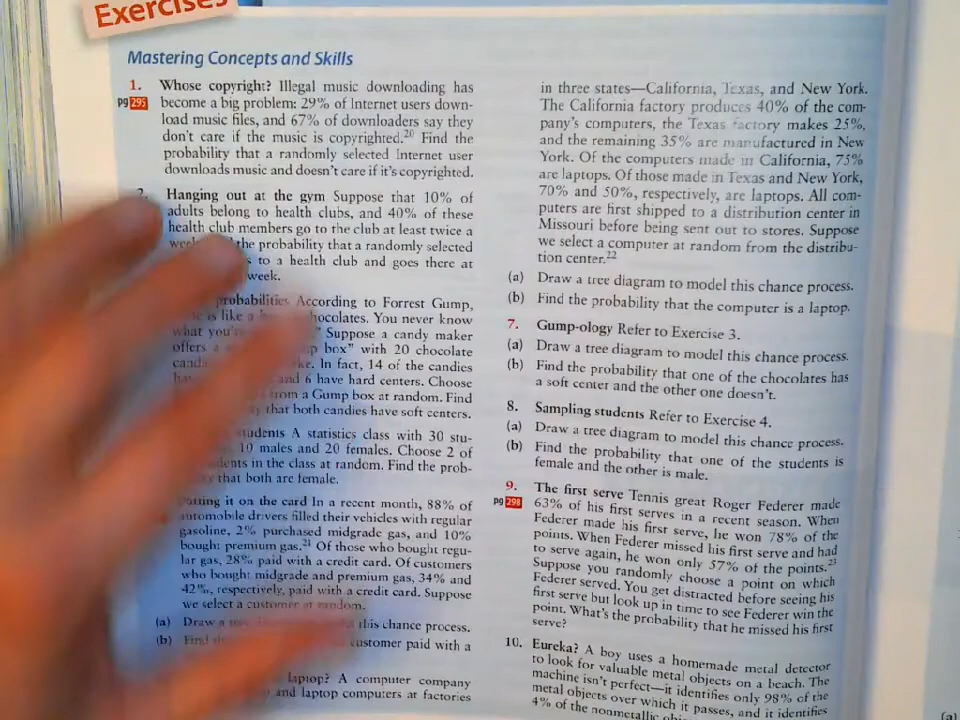 Exercises
Mastering Concepts and Skills
1. Whose copyright? Illegal music downloading has
pg 295 become a big problem: 29% of Internet users down-
load music files, and 67% of downloaders say they
don't care if the music is copyrighted.20 Find the
probability that a randomly selected Internet user
downloads music and doesn't care if it's copyrighted.
Hanging out at the gym Suppose that 10% of
adults belong to health clubs, and 40% of these
health club members go to the club at least twice a
the probability that a randomly selected
to a health club and goes there at
week.
probabilities According to Forrest Gump,
is like a
You never know
what
" Suppose a candy maker
offers a
box" with 20 chocolate
In fact, 14 of the candies
and 6 have hard centers. Choose
from a Gump box at random. Find
that both candies have soft centers.
A statistics class with 30 stu-
10 males and 20 females. Choose 2 of
in the class at random. Find the prob-
that both are female.
it on the card In a recent month, 88% of
automobile drivers filled their vehicles with regular
gasoline, 2% purchased midgrade gas, and 10%
bought premium gas.21 Of those who bought regu-
lar gas, 28% paid with a credit card. Of customers
who bought midgrade and premium gas, 34% and
42%, respectively, paid with a credit card. Suppose
we select a customer at random.
(a) Draw a
this chance process.
(b) Find
customer paid with a
laptop? A computer company
and laptop computers at factories
in three states—California, Texas, and New York.
The California factory produces 40% of the com-
pany's computers, the Texas factory makes 25%,
and the remaining 35% are manufactured in New
York. Of the computers made in California, 75%
are laptops. Of those made in Texas and New York,
70% and 50%, respectively, are laptops. All com-
puters are first shipped to a distribution center in
Missouri before being sent out to stores. Suppose
we select a computer at random from the distribu-
tion center.22
(a) Draw a tree diagram to model this chance process.
(b) Find the probability that the computer is a laptop.
7. Gump-ology Refer to Exercise 3.
(a) Draw a tree diagram to model this chance process.
(b) Find the probability that one of the chocolates has
a soft center and the other one doesn't.
8. Sampling students Refer to Exercise 4.
(a) Draw a tree diagram to model this chance process.
(b) Find the probability that one of the students is
female and the other is male.
9. The first serve Tennis great Roger Federer made
pg 298 63% of his first serves in a recent season. When
Federer made his first serve, he won 78% of the
points. When Federer missed his first serve and had
to serve again, he won only 57% of the points.23
Suppose you randomly choose a point on which
Federer served. You get distracted before seeing his
first serve but look up in time to see Federer win the
point. What's the probability that he missed his first
serve?
10. Eureka? A boy uses a homemade metal detector
to look for valuable metal objects on a beach. The
machine isn't perfect—it identifies only 98% of the
metal objects over which it passes, and it identifies
4% of the nonmetallic
(a)